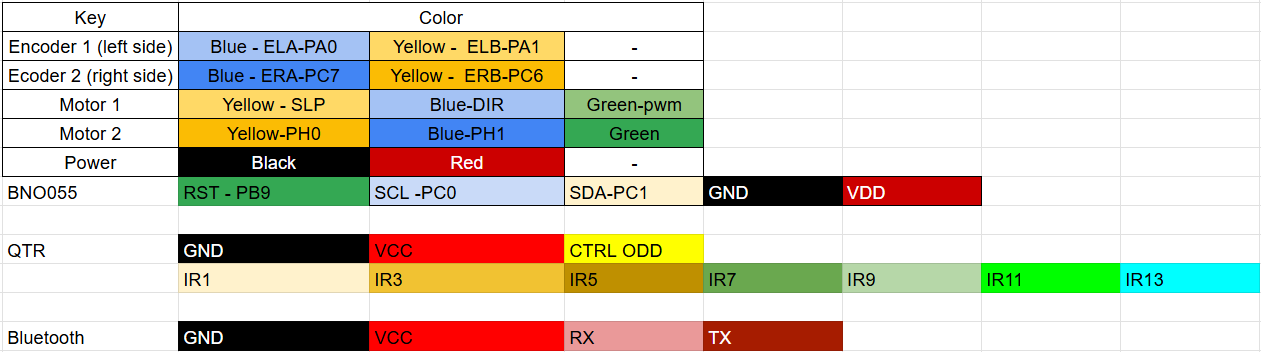 Key Color
Encoder 1 (left side) Blue - ELA-PA0 Yellow -  ELB-PA1 -
Ecoder 2 (right side) Blue - ERA-PC7 Yellow -  ERB-PC6 -
Motor 1 Yellow - SLP Blue-DIR Green-pwm
Motor 2 Yellow-PH0 Blue-PH1 Green
Power Black Red -
BNO055 RST - PB9 SCL -PC0 SDA-PC1 GND VDD
QTR GND VCC CTRL ODD
IR1 IR3 IR5 IR7 IR9 IR11 IR13
Bluetooth GND VCC RX TX